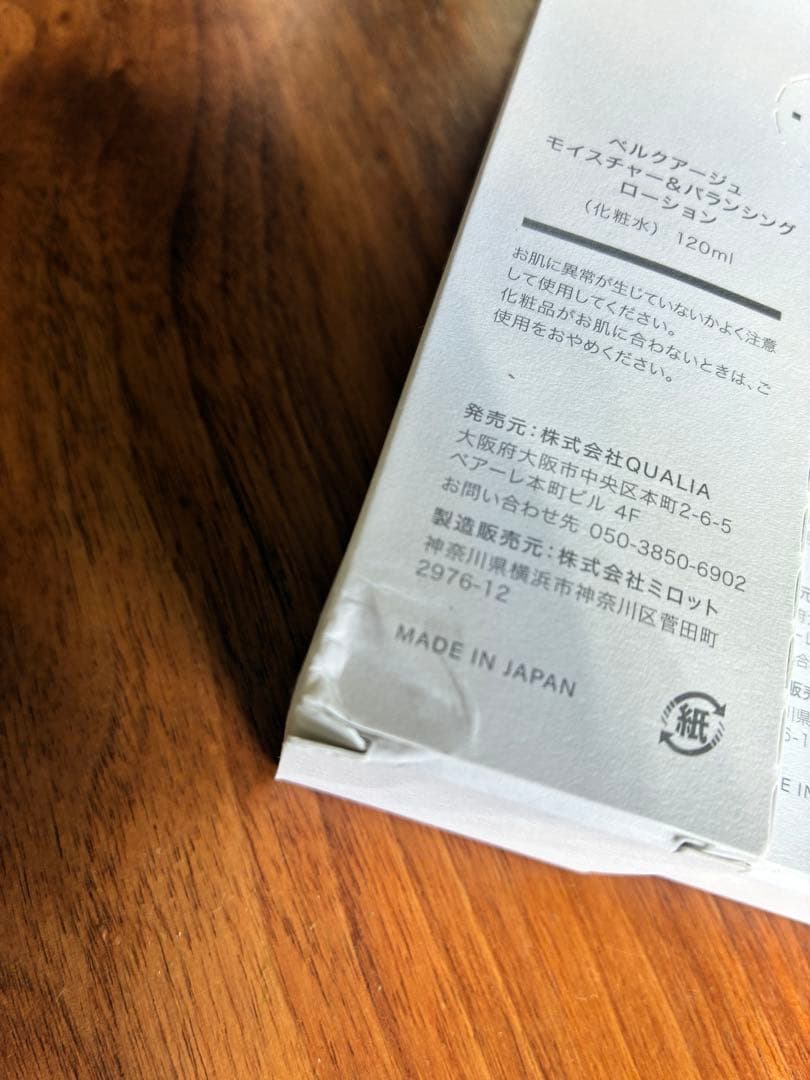 ベルクアージュ
モイスチャー&バランシング
ローション
(化粧水) 120ml
お肌に異常が生じていないかよく注意
して使用してください。
化粧品がお肌に合わないときは、ご
使用をおやめください。
発売元:株式会社QUALIA
大阪府大阪市中央区本町2-6-5
ベアーレ本町ビル 4F
お問い合わせ先 050-3850-6902
製造販売元:株式会社ミロット
神奈川県横浜市神奈川区菅田町
2976-12
MADE IN JAPAN
紙